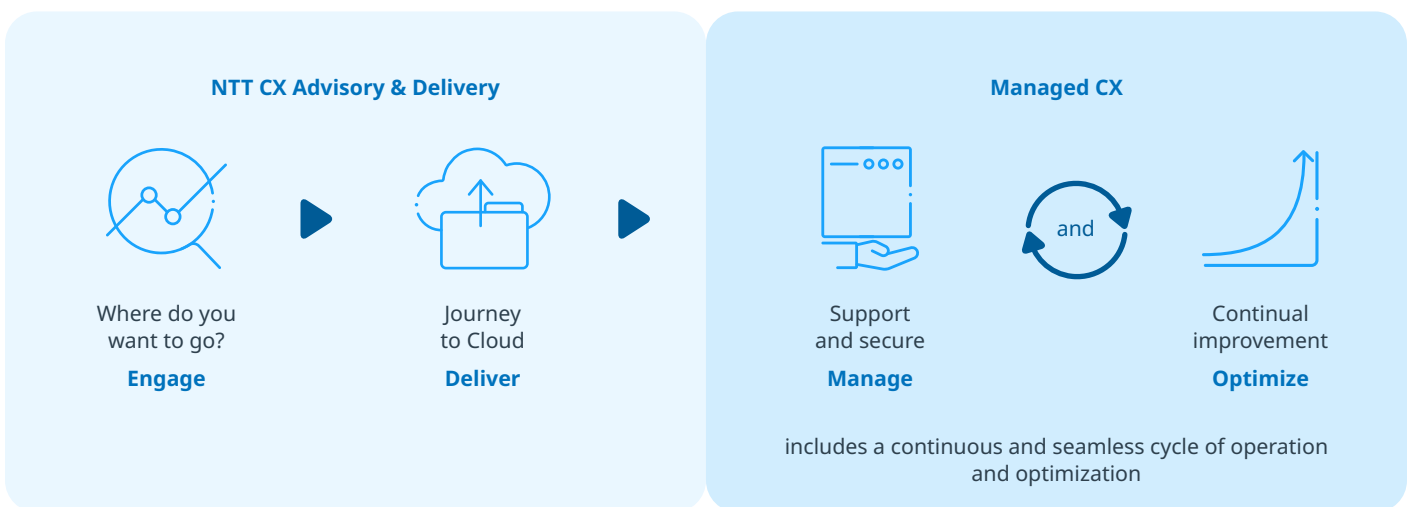 NTT CX Advisory & Delivery
Where do you
want to go?
Engage
Journey
to Cloud
Deliver
Managed CX
Support
and secure
Manage
and
Continual
improvement
Optimize
includes a continuous and seamless cycle of operation
and optimization